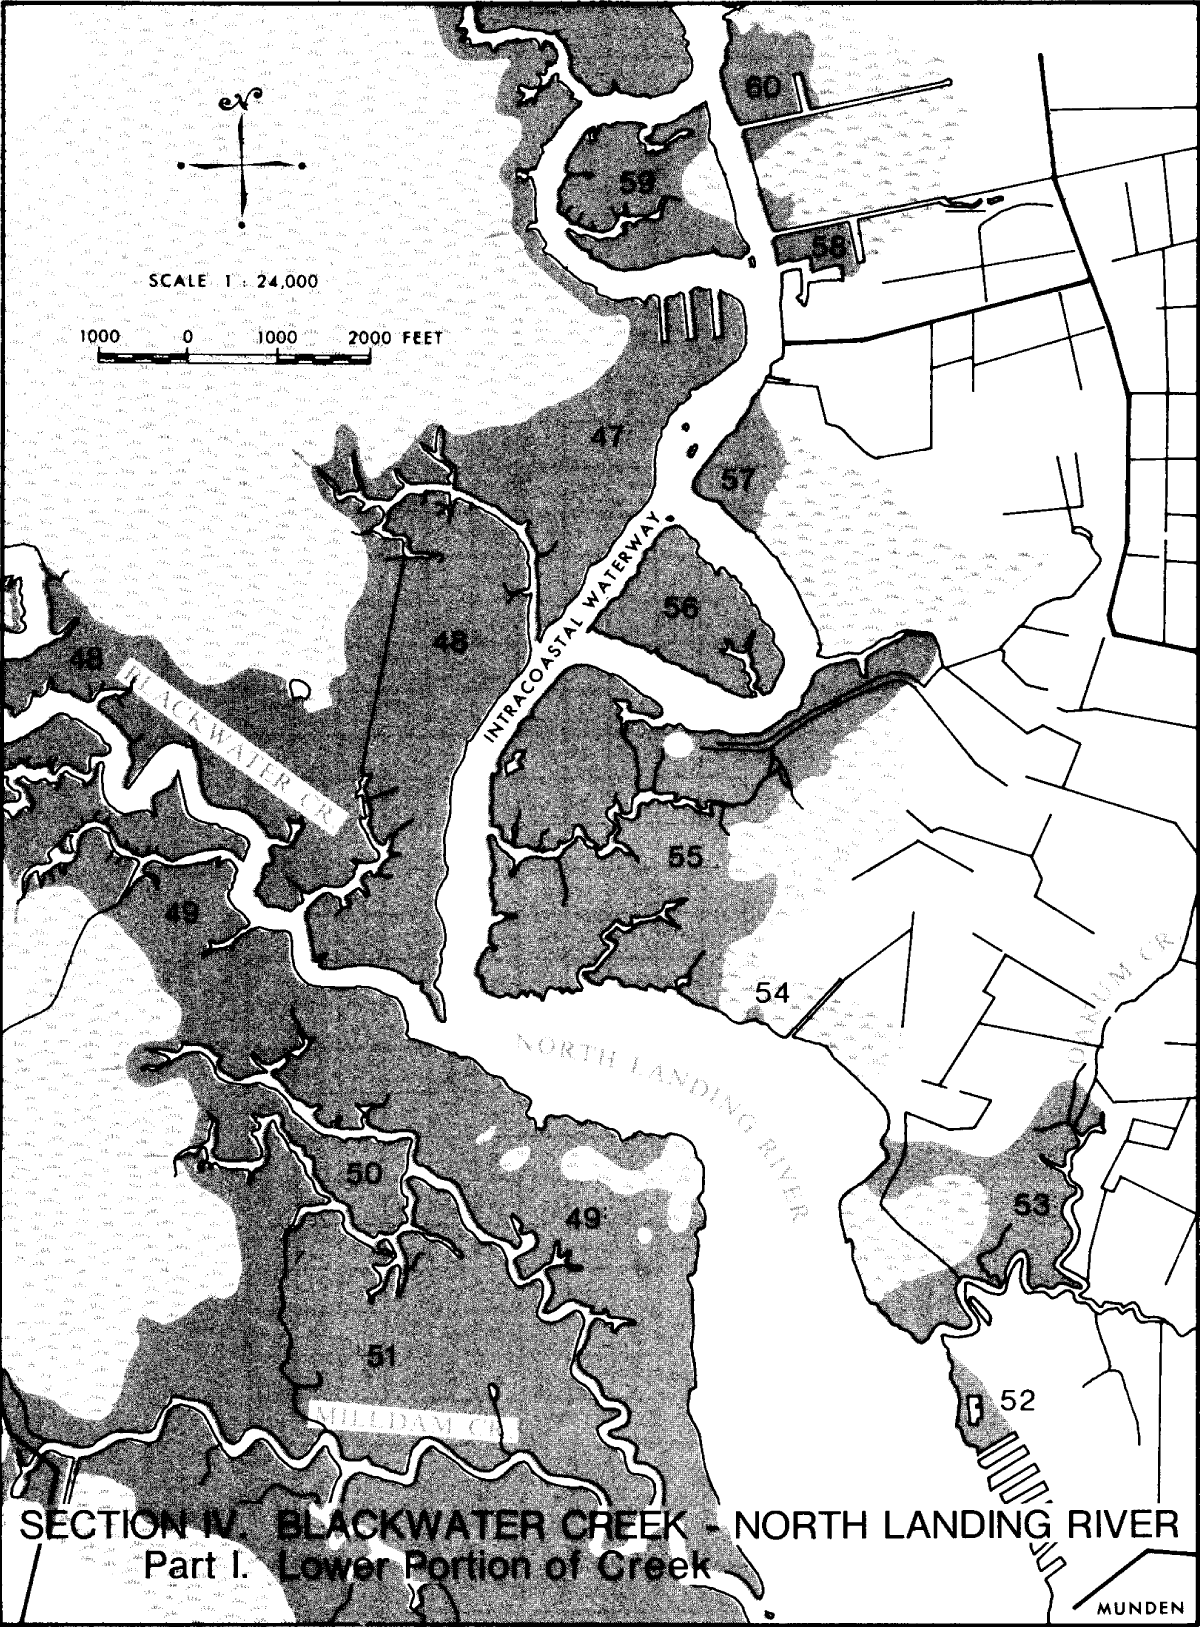 60
N
59
58
SCALE 1 : 24,000
1000 0 1000 2000 FEET
47
57
INTRACOASTAL WATERWAY
56
48
48
BLACKWATER CR
55
49
54
OAKUM CR
NORTH LANDING RIVER
50
53
49
51
52
MILLDAM CR
SECTION IV. BLACKWATER CREEK - NORTH LANDING RIVER
Part I. Lower Portion of Creek
MUNDEN